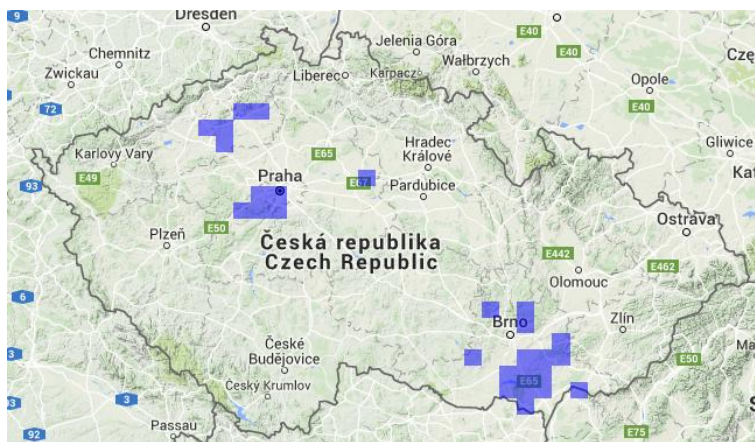 9
Dresden
Chemnitz
Zwickau
72
Jelenia Góra
Liberec
Karpacz
Wałbrzych
E40
E40
Opole
E40
Gliwice
Karlovy Vary
E49
93
E65
Hradec
Králové
Praha
E67
Pardubice
Plzeň
E50
Ostrava
Česká republika
Czech Republic
E442
E462
Olomouc
6
Brno
Zlín
3
České
Budějovice
E50
Český Krumlov
E65
3
3
Passau
92
E75